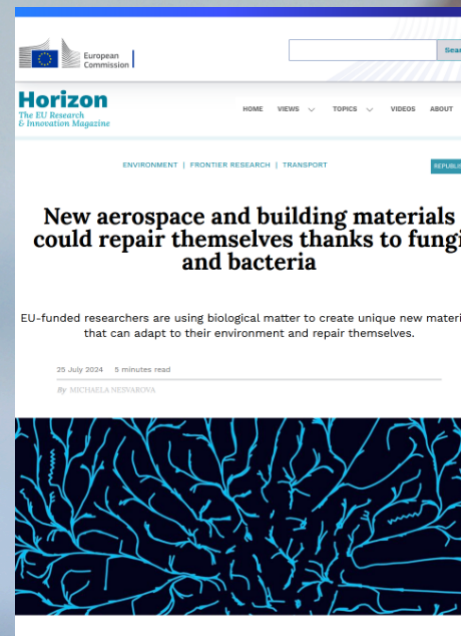 European
Commission
Horizon
The EU Research
& Innovation Magazine
HOME VIEWS TOPICS VIDEOS ABOUT
ENVIRONMENT | FRONTIER RESEARCH | TRANSPORT
New aerospace and building materials
could repair themselves thanks to fungi
and bacteria
EU-funded researchers are using biological matter to create unique new materi
that can adapt to their environment and repair themselves.
25 July 2024 5 minutes read
By MICHAELA NESVAROVA